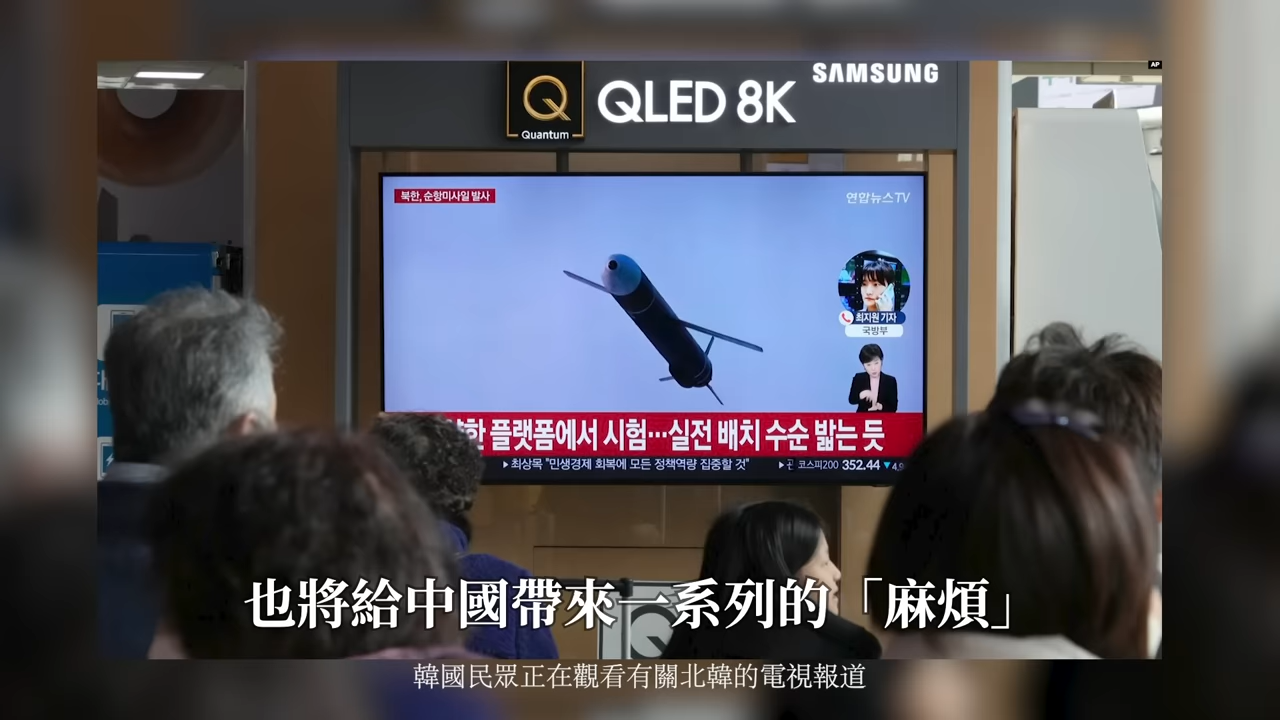 AP
SAMSUNG
QLED 8K
Quantum
북한, 순항미사일 발사
연합뉴스TV
최지원 기자
국방부
플랫폼에서 시험…실전 배치 수순 밟는 듯
▶최상목 "민생경제 회복에 모든 정책역량 집중할 것" ▶코스피200 352.44 ▼
也將給中國帶來一系列的「麻煩」
韓國民眾正在觀看有關北韓的電視報道